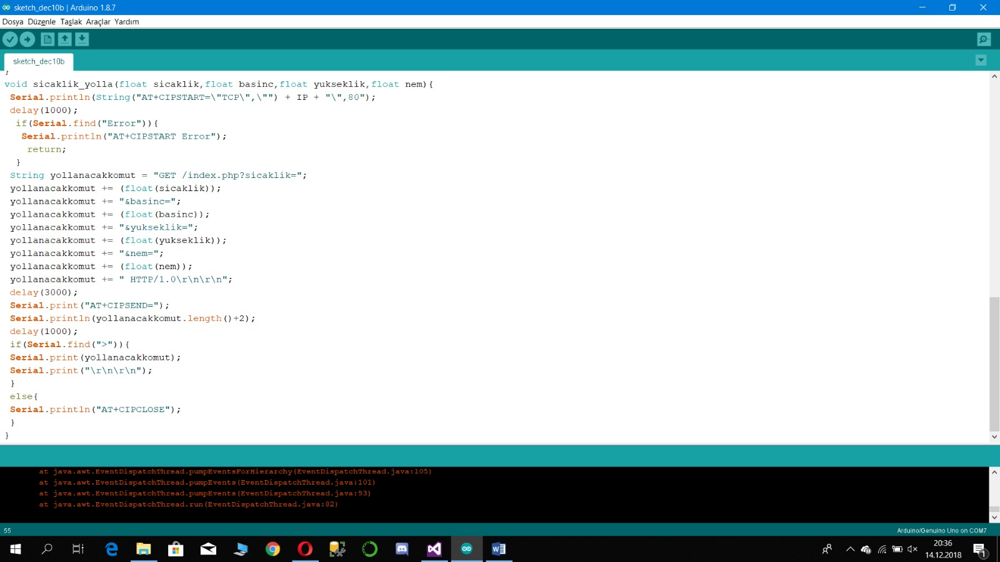 sketch_dec10b | Arduino 1.8.7
Dosya Düzenle Taşlak Araçlar Yardım
sketch_dec10b
}
void sicaklik_yolla(float sicaklik,float basinc,float yukseklik,float nem){
Serial.println(String("AT+CIPSTART=\"TCP\",\"") + IP + "\",80");
delay(1000);
if(Serial.find("Error")){
Serial.println("AT+CIPSTART Error");
return;
}
String yollanacakkomut = "GET /index.php?sicaklik=";
yollanacakkomut += (float(sicaklik));
yollanacakkomut += "&basinc=";
yollanacakkomut += (float(basinc));
yollanacakkomut += "&yukseklik=";
yollanacakkomut += (float(yukseklik));
yollanacakkomut += "&nem=";
yollanacakkomut += (float(nem));
yollanacakkomut += " HTTP/1.0\r\n\r\n";
delay(3000);
Serial.print("AT+CIPSEND=");
Serial.println(yollanacakkomut.length()+2);
delay(1000);
if(Serial.find(">")){
Serial.print(yollanacakkomut);
Serial.print("\r\n\r\n");
}
else{
Serial.println("AT+CIPCLOSE");
}
}
at java.awt.EventDispatchThread.pumpEventsForHierarchy(EventDispatchThread.java:105)
at java.awt.EventDispatchThread.pumpEvents(EventDispatchThread.java:101)
at java.awt.EventDispatchThread.pumpEvents(EventDispatchThread.java:93)
at java.awt.EventDispatchThread.run(EventDispatchThread.java:82)
55
Arduino/Genuino Uno on COM7
20:36
14.12.2018
1